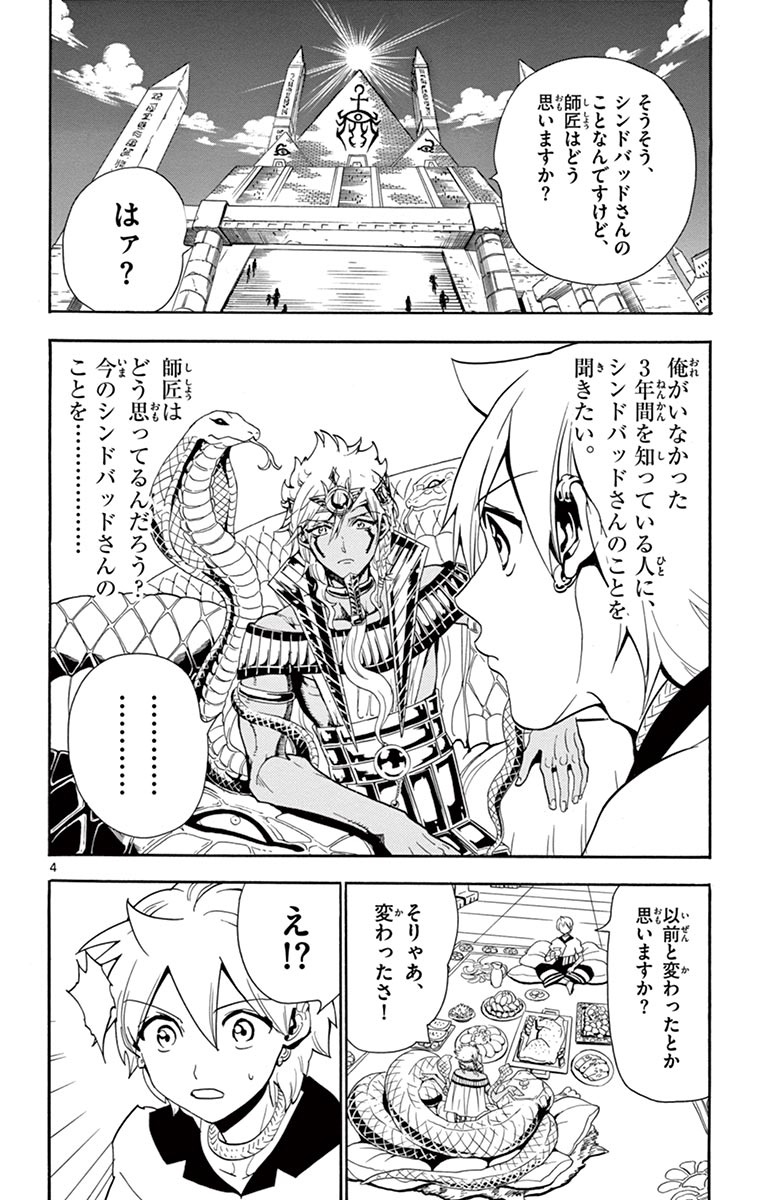 そうそう、
シンドバッドさんの
ことなんですけど、
師匠はどう
思いますか?
はァ?
俺がいなかった
3年間を知っている人に、
シンドバッドさんのことを
聞きたい。
師匠は
どう思ってるんだろう?
今のシンドバッドさんの
ことを…………………
………
………
4
以前と変わったとか
思いますか?
そりゃあ、
変わったさ!
え!?